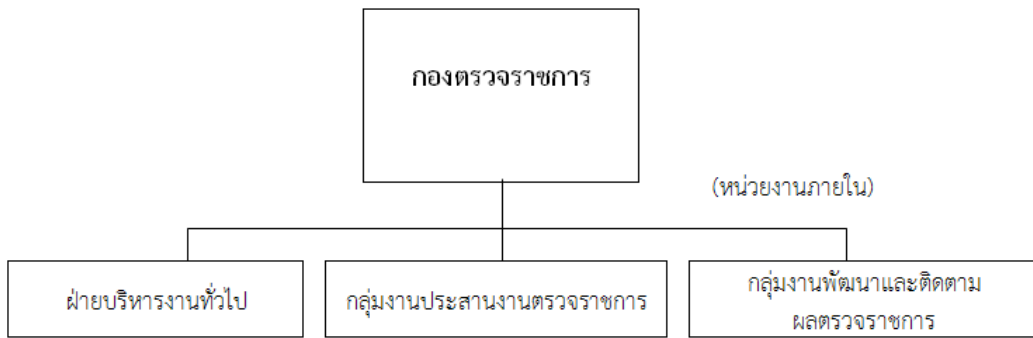 กองตรวจราชการ
(หน่วยงานภายใน)
ฝ่ายบริหารงานทั่วไป
กลุ่มงานประสานงานตรวจราชการ
กลุ่มงานพัฒนาและติดตาม
ผลตรวจราชการ